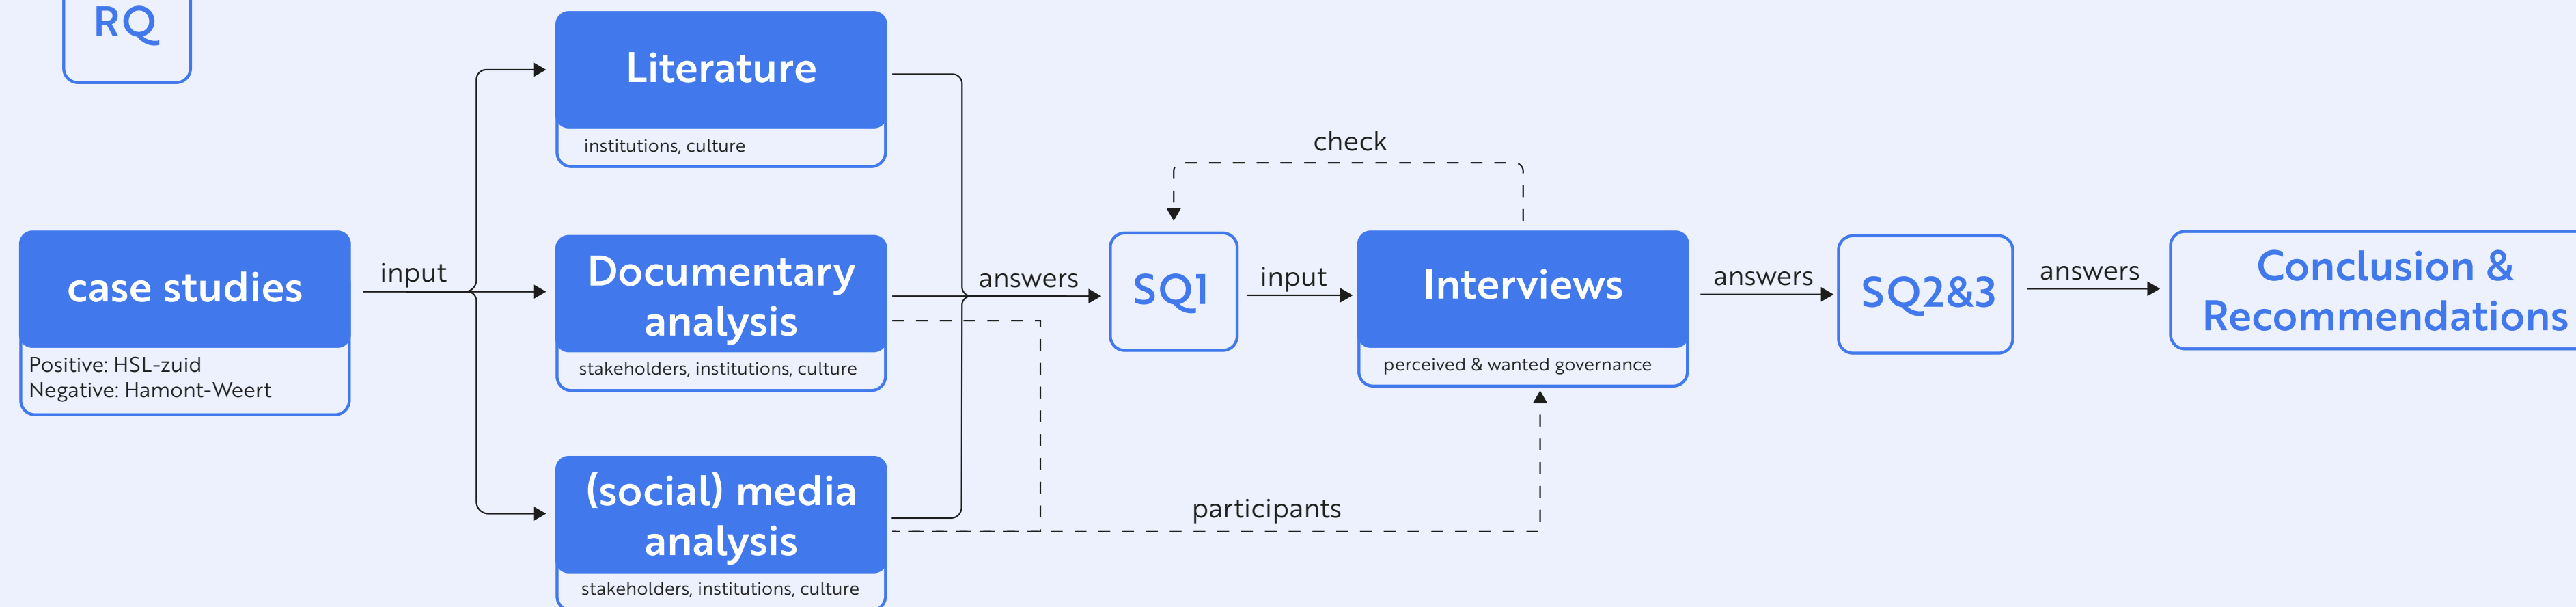 RQ
case studies
Positive: HSL-zuid
Negative: Hamont-Weert
input
Literature
institutions, culture
Documentary
analysis
stakeholders, institutions, culture
(social) media
analysis
stakeholders, institutions, culture
answers
participants
check
SQ1
input
Interviews
perceived & wanted governance
answers
SQ2&3
answers
Conclusion &
Recommendations